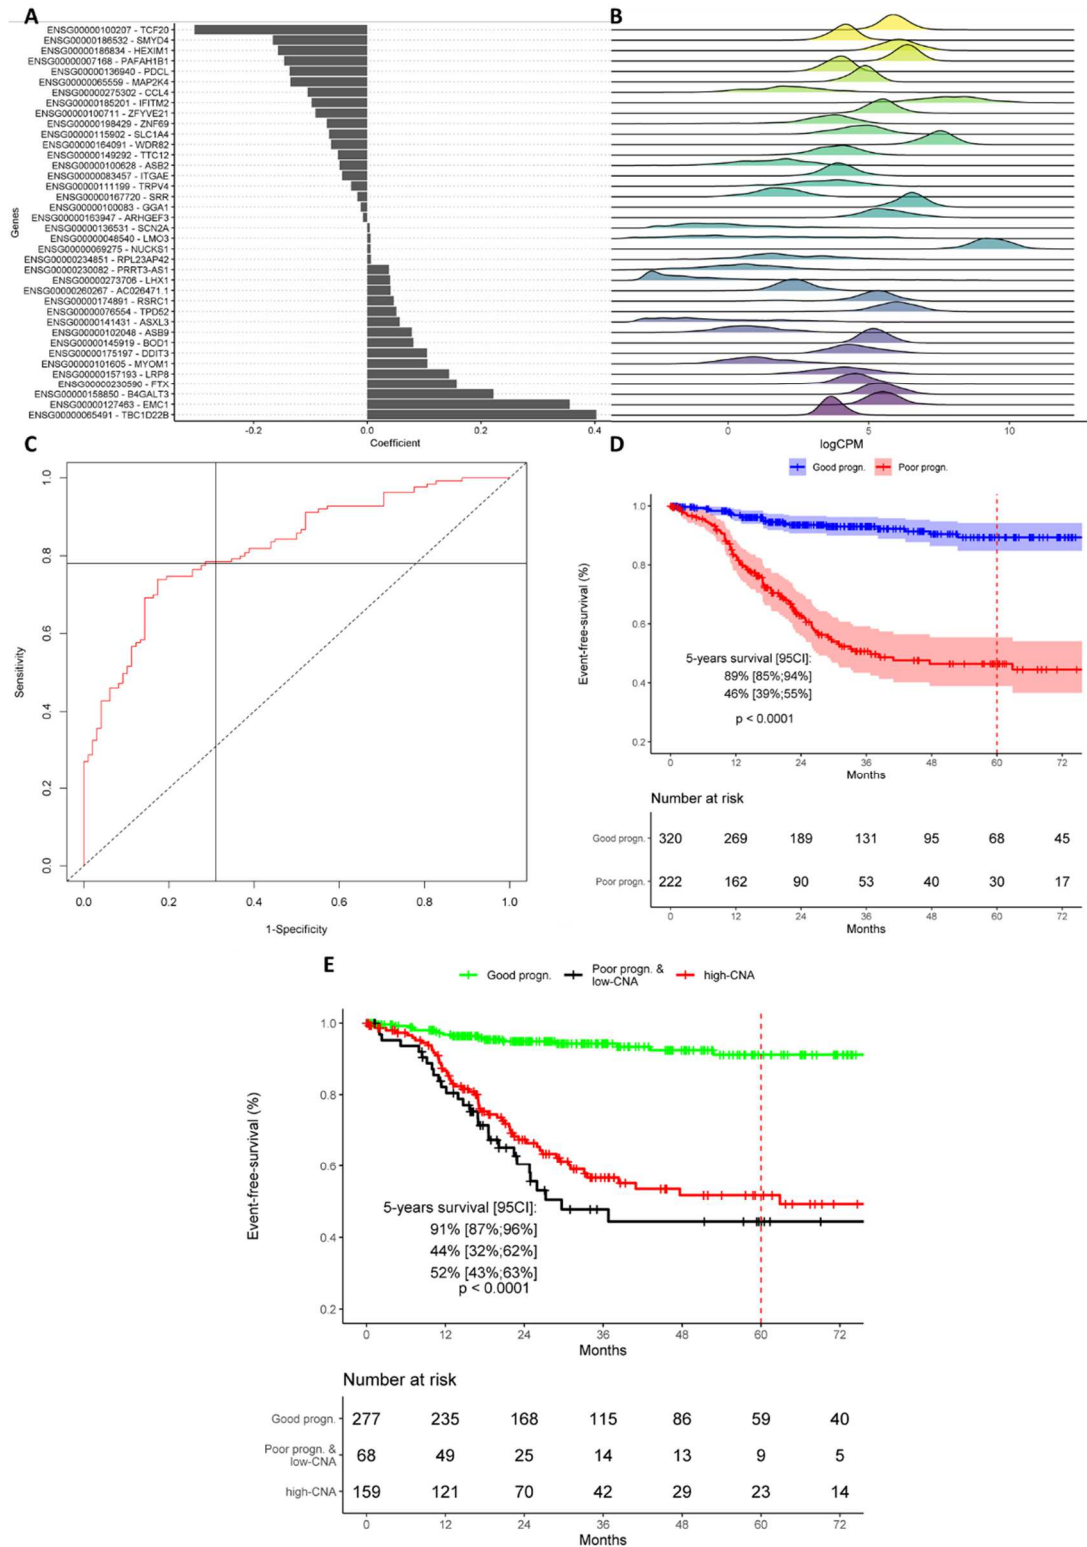 A
Genes
ENSG00000100207 - TCF20
ENSG00000186532 - SMYD4
ENSG00000186834 - HEXIM1
ENSG00000007168 - PAFAH1B1
ENSG00000136940 - PDCL
ENSG00000065559 - MAP2K4
ENSG00000275302 - CCL4
ENSG00000185201 - IFITM2
ENSG00000100711 - ZFYVE21
ENSG00000198429 - ZNF69
ENSG00000115902 - SLC1A4
ENSG00000164091 - WDR82
ENSG00000149292 - TTC12
ENSG00000100628 - ASB2
ENSG00000083457 - ITGAE
ENSG00000111199 - TRPV4
ENSG00000167720 - SRR
ENSG00000100083 - GGA1
ENSG00000163947 - ARHGEF3
ENSG00000136531 - SCN2A
ENSG00000048540 - LMO3
ENSG00000069275 - NUCKS1
ENSG00000234851 - RPL23AP42
ENSG00000230082 - PRRT3-AS1
ENSG00000273706 - LHX1
ENSG00000260267 - AC026471.1
ENSG00000174891 - RSRC1
ENSG00000076554 - TPD52
ENSG00000141431 - ASXL3
ENSG00000102048 - ASB9
ENSG00000145919 - BOD1
ENSG00000175197 - DDIT3
ENSG00000101605 - MYOM1
ENSG00000157193 - LRP8
ENSG00000230590 - FTX
ENSG00000158850 - B4GALT3
ENSG00000127463 - EMC1
ENSG00000065491 - TBC1D22B
-0.2 0.0 0.2 0.4
Coefficient
B
0 5 10
logCPM
C
Sensitivity
1.0
0.8
0.6
0.4
0.2
0.0
0.0 0.2 0.4 0.6 0.8 1.0
1-Specificity
D
Good progn. Poor progn.
Event-free-survival (%)
1.0
0.8
0.6
0.4
0.2
5-years survival [95CI]:
89% [85%;94%]
46% [39%;55%]
p < 0.0001
0 12 24 36 48 60 72
Months
Number at risk
Good progn. 320 269 189 131 95 68 45
Poor progn. 222 162 90 53 40 30 17
0 12 24 36 48 60 72
Months
E
Good progn. Poor progn. & low-CNA high-CNA
Event-free-survival (%)
1.0
0.8
0.6
0.4
0.2
5-years survival [95CI]:
91% [87%;96%]
44% [32%;62%]
52% [43%;63%]
p < 0.0001
0 12 24 36 48 60 72
Months
Number at risk
Good progn. 277 235 168 115 86 59 40
Poor progn. & low-CNA 68 49 25 14 13 9 5
high-CNA 159 121 70 42 29 23 14
0 12 24 36 48 60 72
Months